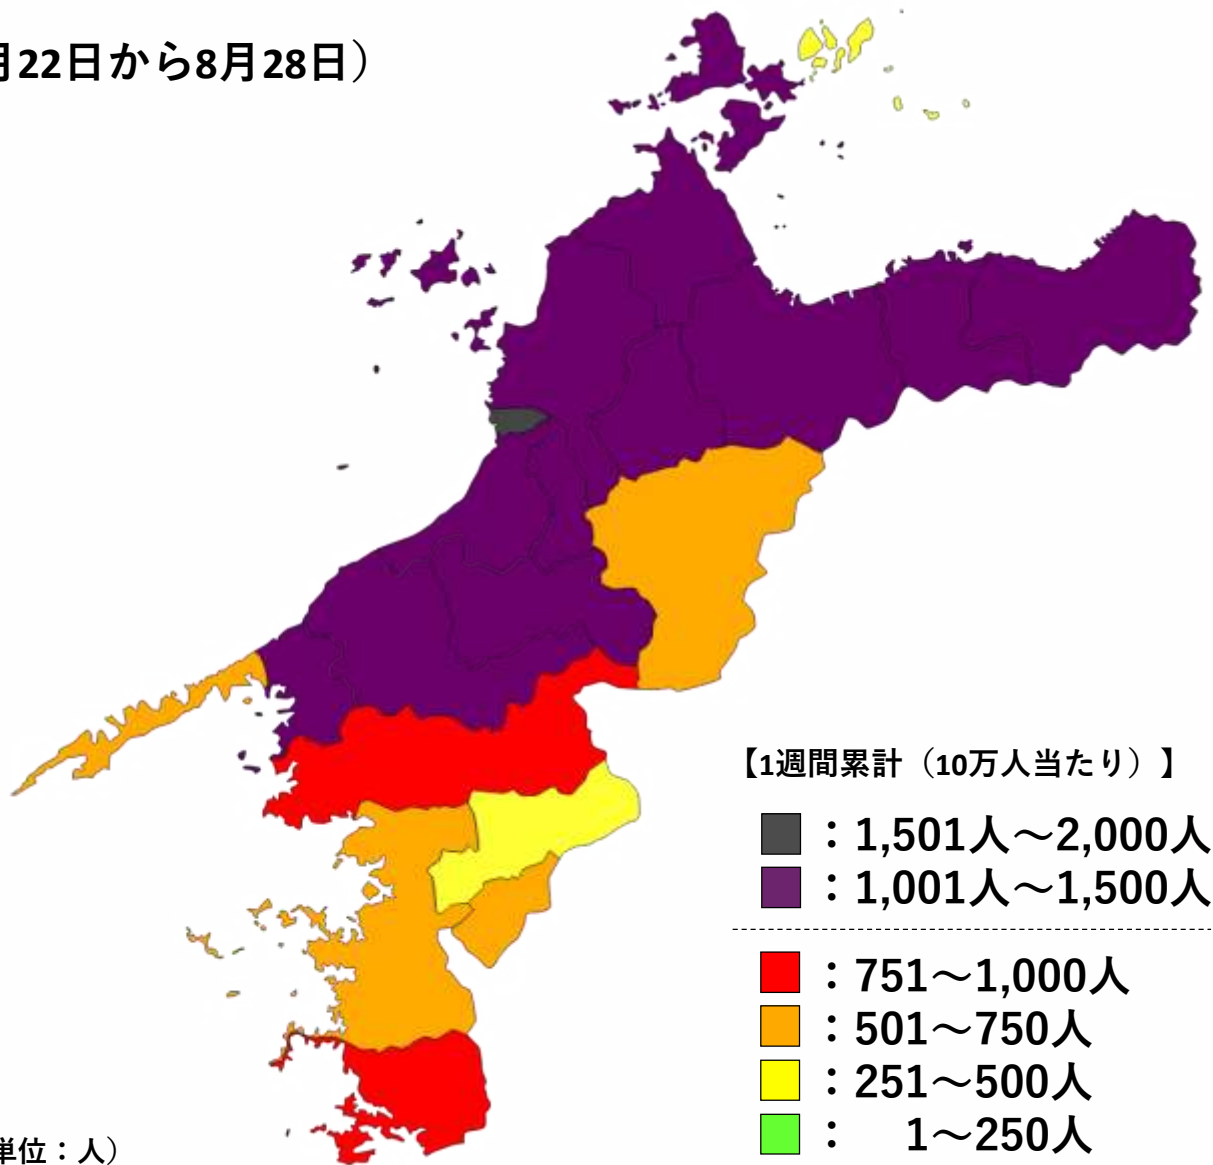 月22日から8月28日）
【1週間累計（10万人当たり）】
：1,501人～2,000人
：1,001人～1,500人
：751～1,000人
：501～750人
：251～500人
：　1～250人
単位：人）